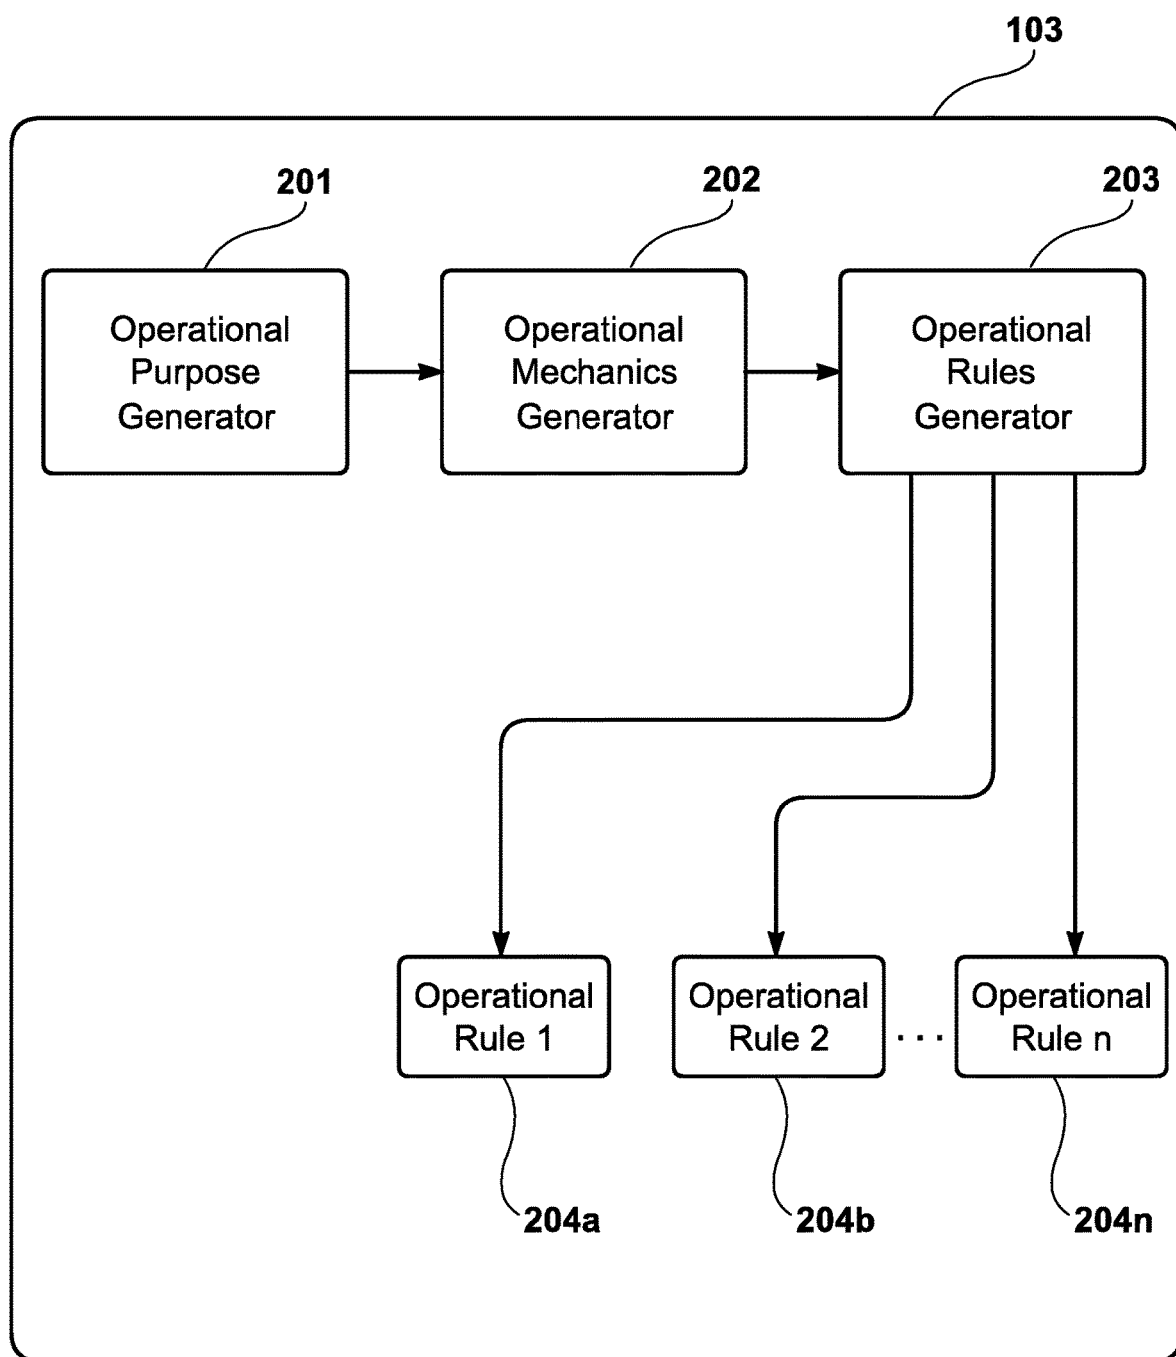 103
201
202
203
Operational
Purpose
Generator
Operational
Mechanics
Generator
Operational
Rules
Generator
Operational
Rule 1
Operational
Rule 2
...
Operational
Rule n
204a
204b
204n